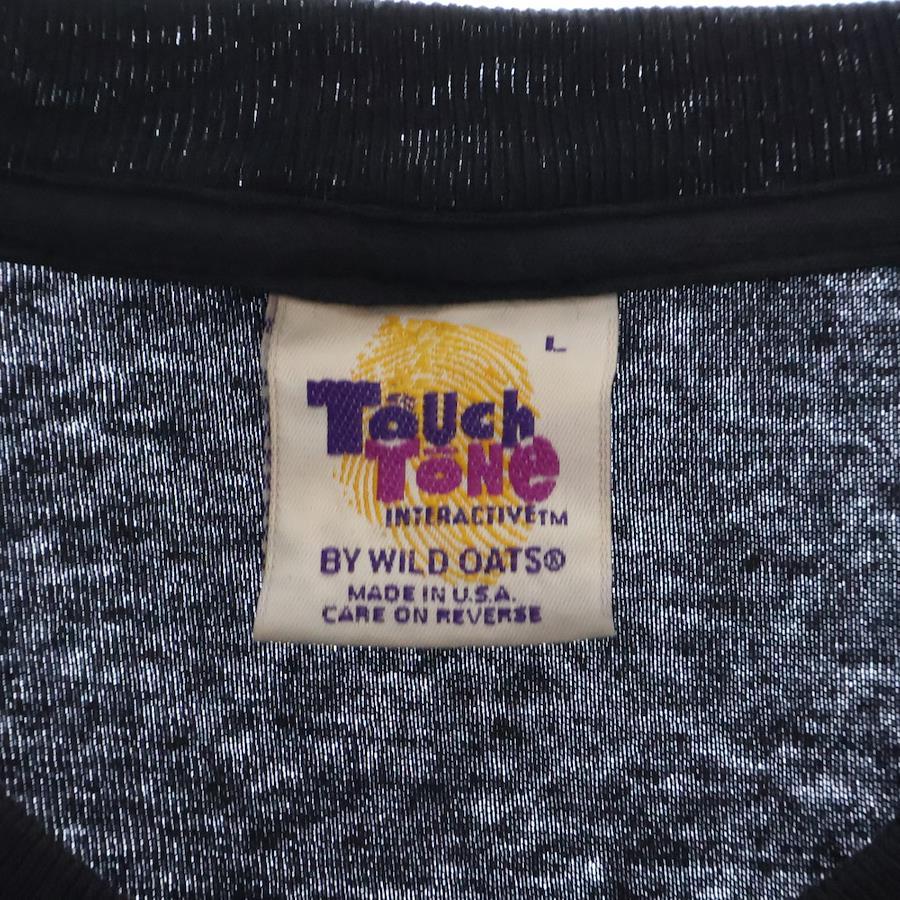 L
Touch
Tone
INTERACTIVE™
BY WILD OATS®
MADE IN U.S.A.
CARE ON REVERSE